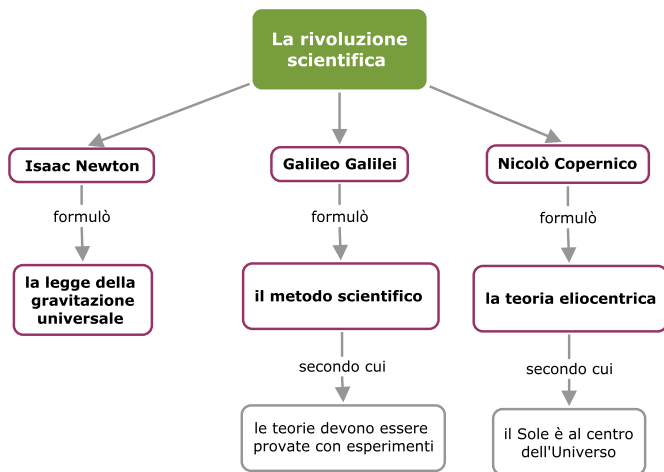 La rivoluzione
scientifica
Isaac Newton
Galileo Galilei
Nicolò Copernico
formulò
formulò
formulò
la legge della
gravitazione
universale
il metodo scientifico
la teoria eliocentrica
secondo cui
secondo cui
le teorie devono essere
provate con esperimenti
il Sole è al centro
dell'Universo